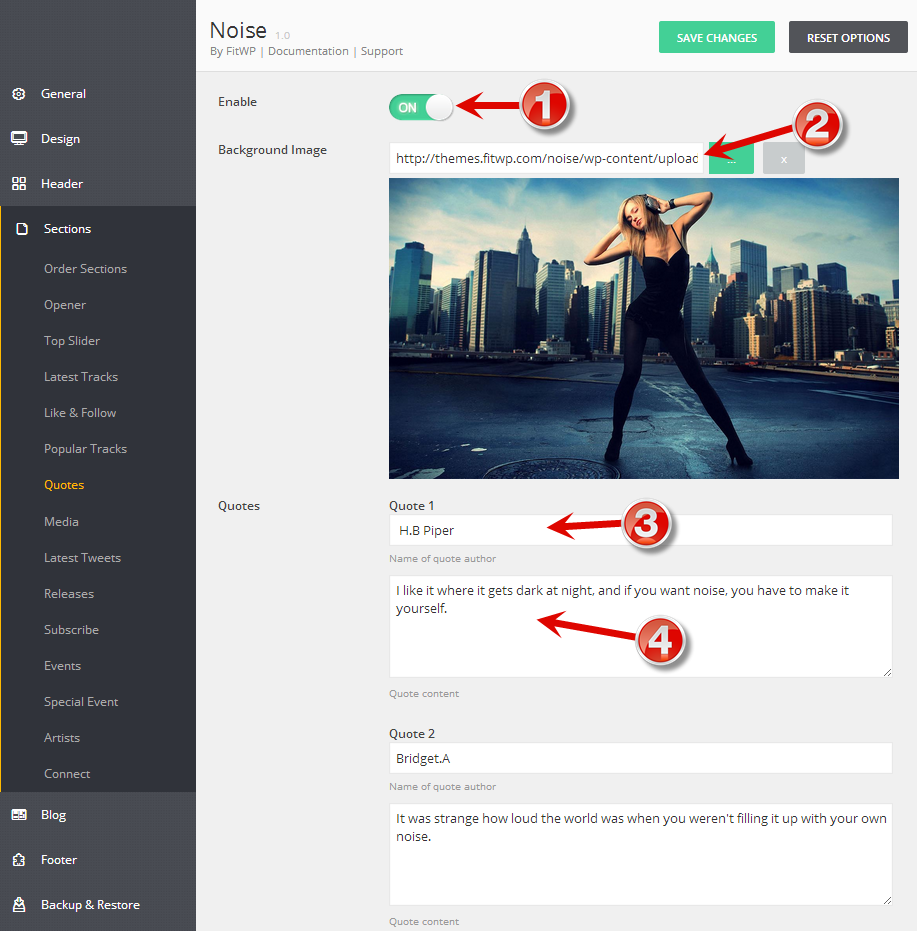 Noise 1.0
By FitWP | Documentation | Support
SAVE CHANGES
RESET OPTIONS
General
Design
Header
Sections
Order Sections
Opener
Top Slider
Latest Tracks
Like & Follow
Popular Tracks
Quotes
Media
Latest Tweets
Releases
Subscribe
Events
Special Event
Artists
Connect
Blog
Footer
Backup & Restore
Enable
ON
1
Background Image
http://themes.fitwp.com/noise/wp-content/upload
...
x
2
Quotes
Quote 1
H.B Piper
3
Name of quote author
I like it where it gets dark at night, and if you want noise, you have to make it
yourself.
4
Quote content
Quote 2
Bridget.A
Name of quote author
It was strange how loud the world was when you weren't filling it up with your own
noise.
Quote content